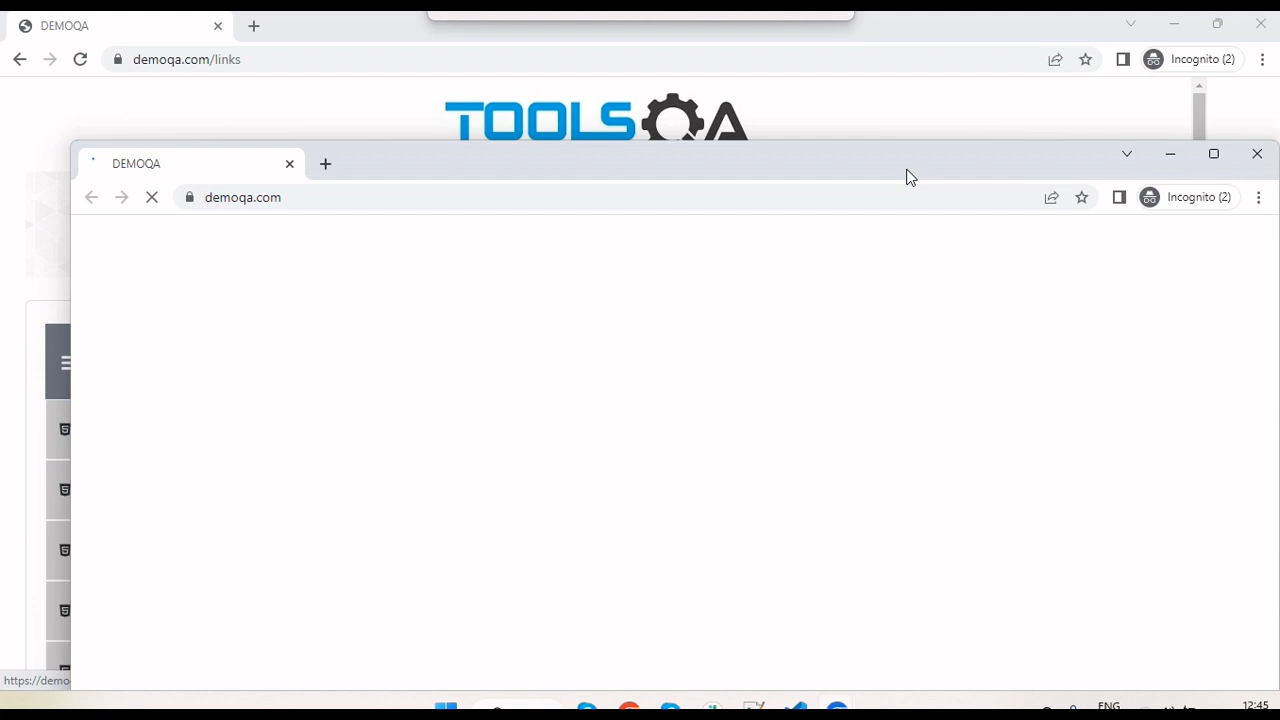 DEMOQA
demoqa.com/links
Incognito (2)
TOOLSQA
DEMOQA
demoqa.com
Incognito (2)
https://demo
ENG
12:45